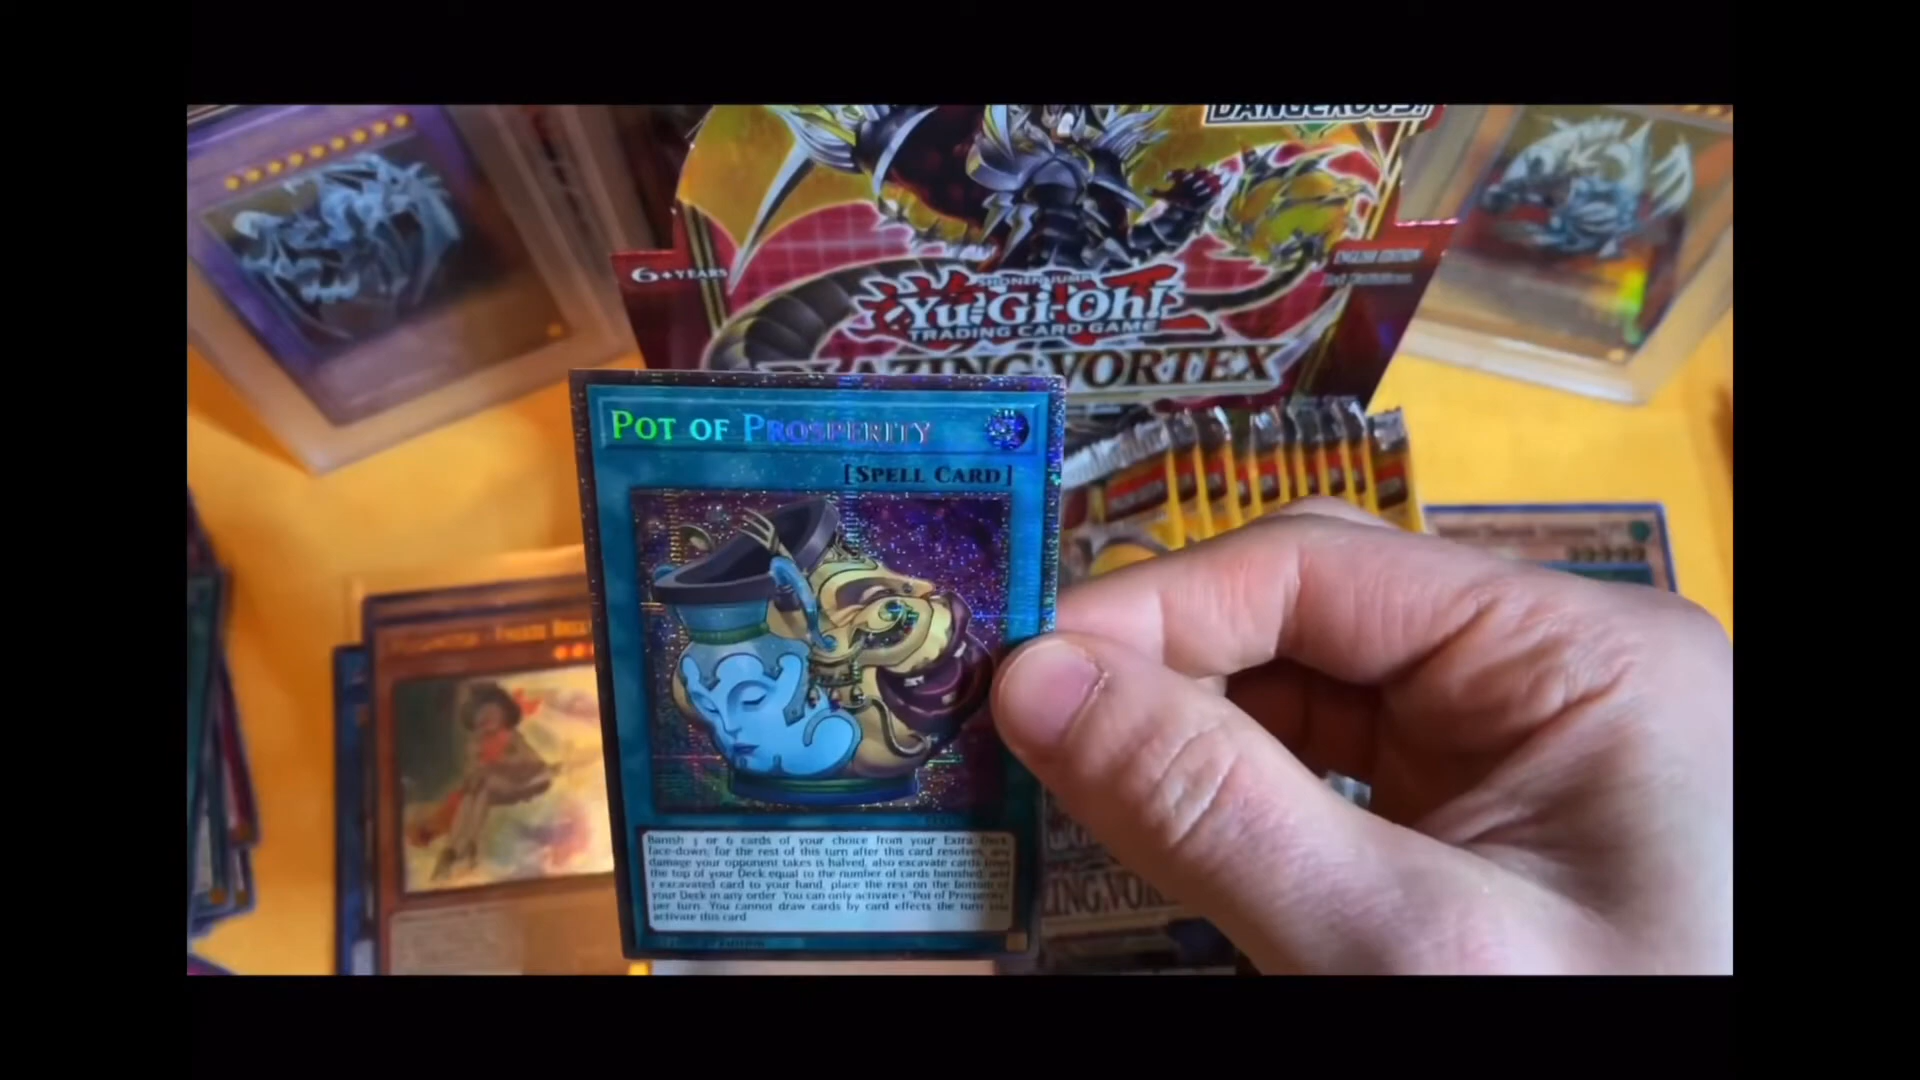 DANGEROUS!
6+ YEARS
ENGLISH EDITION
1st Edition
SHONEN JUMP
Yu-Gi-Oh!
TRADING CARD GAME
BLAZING VORTEX
POT OF PROSPERITY
[SPELL CARD]
Banish 3 or 6 cards of your choice from your Extra Deck,
face-down; for the rest of this turn after this card resolves, any
damage your opponent takes is halved, also excavate cards from
the top of your Deck equal to the number of cards banished, add
1 excavated card to your hand, place the rest on the bottom of
your Deck in any order. You can only activate 1 "Pot of Prosperity"
per turn. You cannot draw cards by card effects the turn you
activate this card.
EDITION